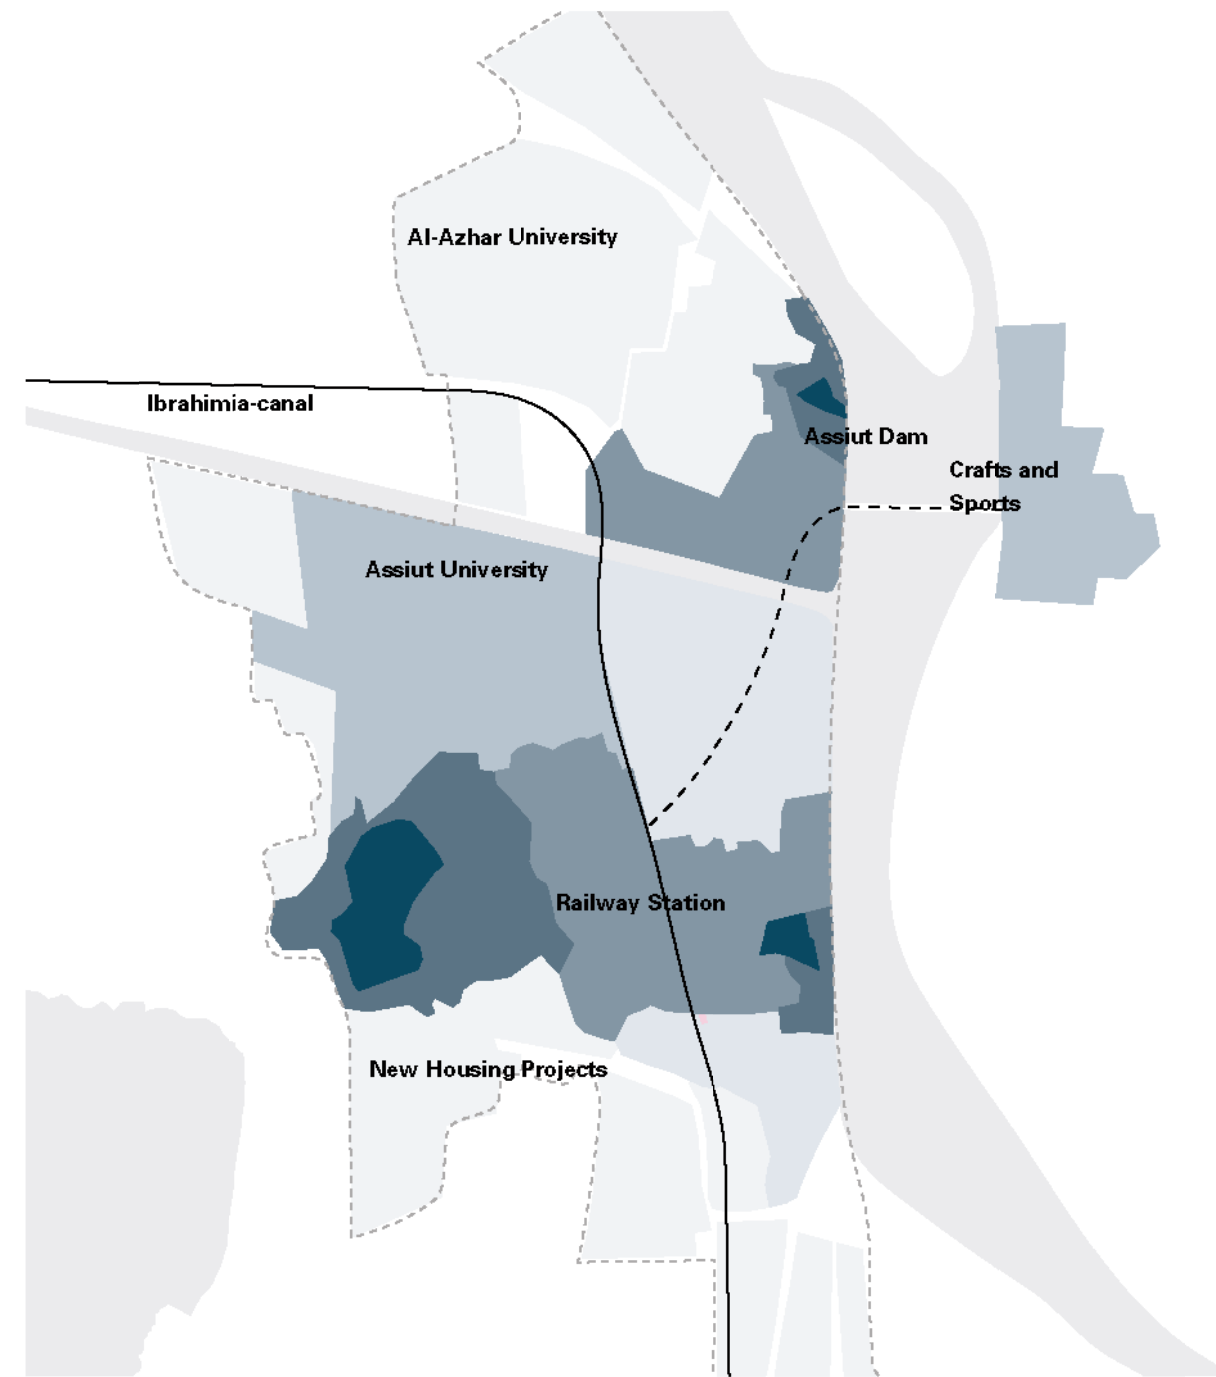 Al-Azhar University
Ibrahimia-canal
Assiut Dam
Crafts and
Sports
Assiut University
Railway Station
New Housing Projects